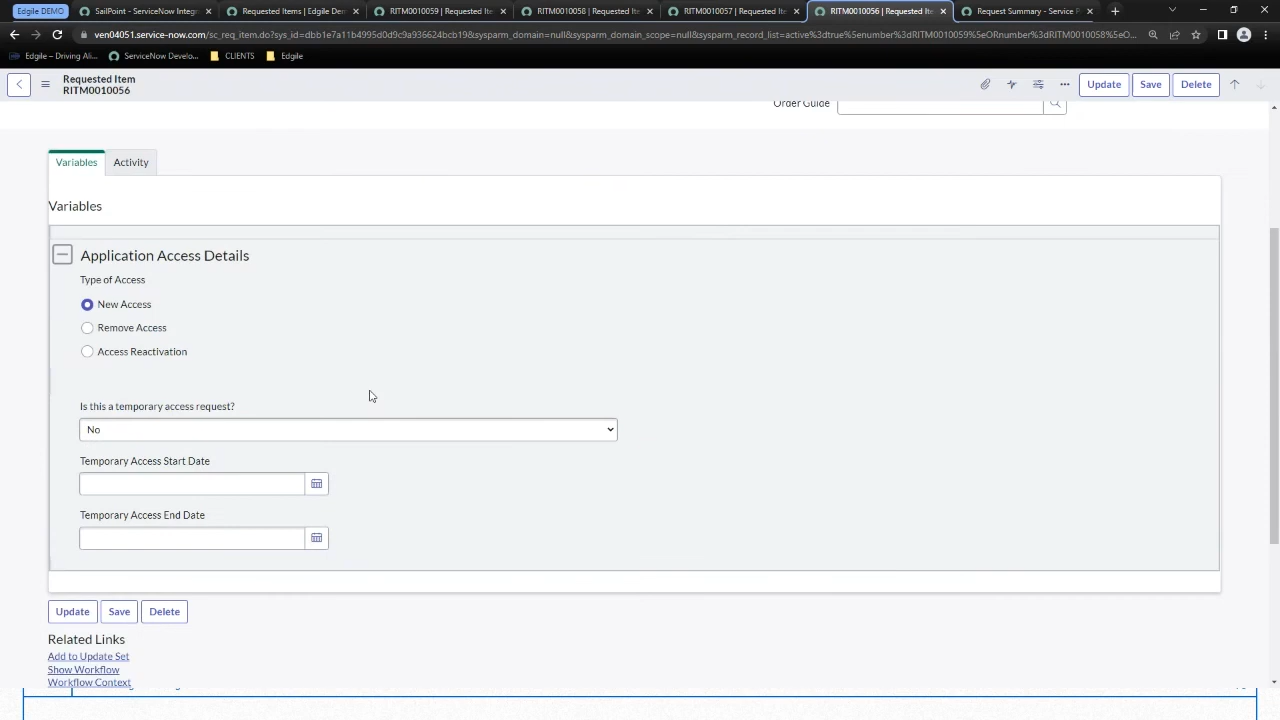 Edgile DEMO
SailPoint - ServiceNow Integr
Requested Items | Edgile Dem
RITM0010059 | Requested Ite
RITM0010058 | Requested Ite
RITM0010057 | Requested Ite
RITM0010056 | Requested Ite
Request Summary - Service P
ven04051.service-now.com/sc_req_item.do?sys_id=dbb1e7a11b4995d0d9c9a936624bcb19&sysparm_domain=null&sysparm_domain_scope=null&sysparm_record_list=active%3dtrue%5enumber%3dRITM0010059%5eORnumber%3dRITM0010058%5eO...
Edgile – Driving Ali...
ServiceNow Develo...
CLIENTS
Edgile
Requested Item
RITM0010056
Update
Save
Delete
Order Guide
Variables
Activity
Variables
Application Access Details
Type of Access
New Access
Remove Access
Access Reactivation
Is this a temporary access request?
No
Temporary Access Start Date
Temporary Access End Date
Update
Save
Delete
Related Links
Add to Update Set
Show Workflow
Workflow Context